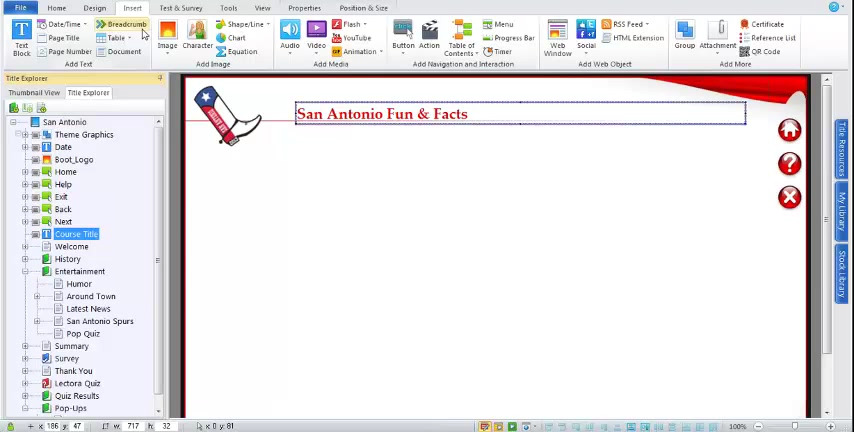 File Home Design Insert Test & Survey Tools View Properties Position & Size
Text Block
Date/Time
Page Title
Page Number
Breadcrumb
Table
Document
Add Text
Image
Character
Shape/Line
Chart
Equation
Add Image
Audio
Video
Flash
YouTube
Animation
Add Media
Button
Action
Table of Contents
Menu
Progress Bar
Timer
Add Navigation and Interaction
Web Window
Social
RSS Feed
HTML Extension
Add Web Object
Group
Attachment
Certificate
Reference List
QR Code
Add More
Title Explorer
Thumbnail View Title Explorer
San Antonio
Theme Graphics
Date
Boot_Logo
Home
Help
Exit
Back
Next
Course Title
Welcome
History
Entertainment
Humor
Around Town
Latest News
San Antonio Spurs
Pop Quiz
Summary
Survey
Thank You
Lectora Quiz
Quiz Results
Pop-Ups
San Antonio Fun & Facts
?
Title Resources
My Library
Stock Library
x: 186 y: 47 w: 717 h: 32 x: 0 y: 81 100%